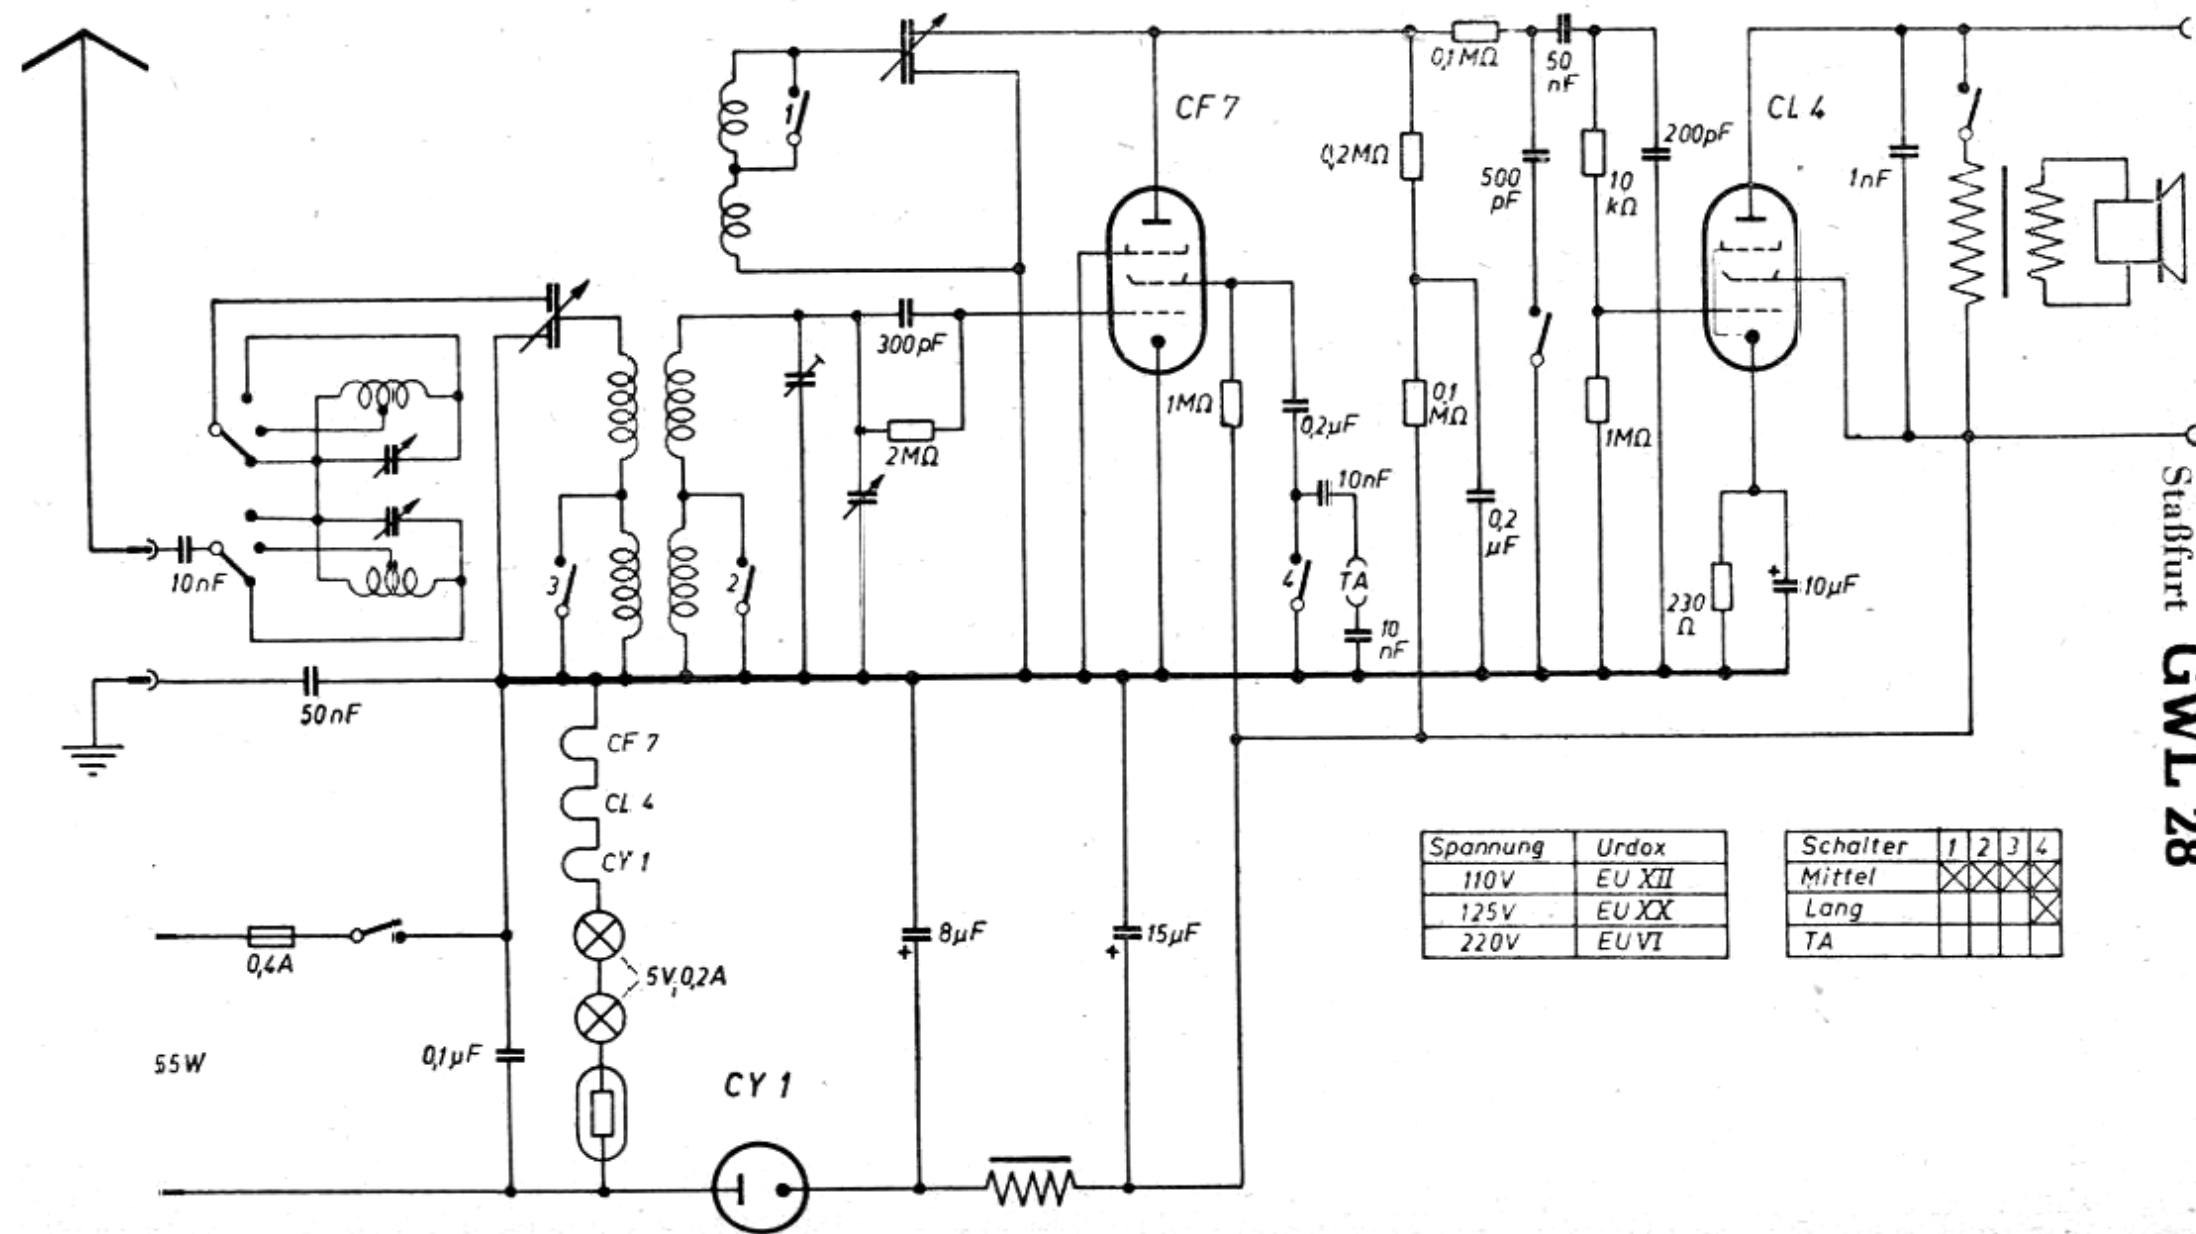 0,1MΩ
50
nF
CF 7
CL 4
200pF
0,2MΩ
500
pF
10
kΩ
1nF
300pF
1MΩ
0,2µF
0,1
MΩ
1MΩ
2MΩ
10nF
0,2
µF
1
3
2
4
TA
10nF
230
Ω
10µF
10
nF
50nF
CF 7
CL 4
CY 1
0,4A
5V,0,2A
8µF
15µF
55W
0,1µF
CY 1
Spannung Urdox
110V EU XII
125V EU XX
220V EU VI
Schalter 1 2 3 4
Mittel
Lang
TA
Staßfurt GWL 28